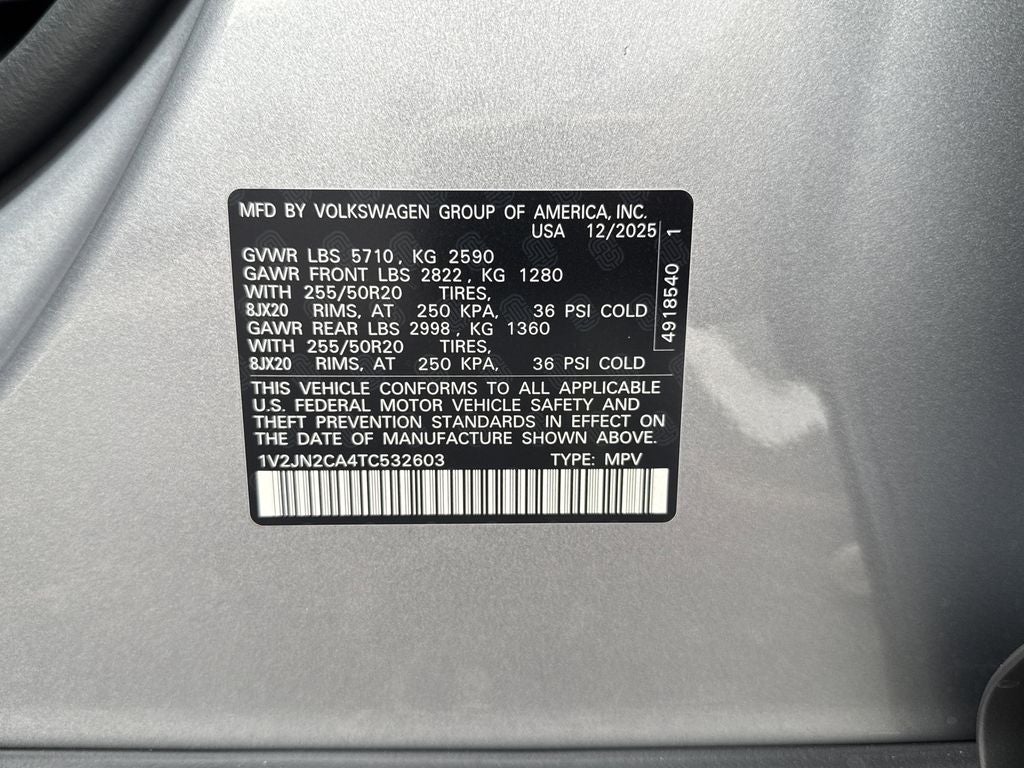 MFD BY VOLKSWAGEN GROUP OF AMERICA, INC.
USA 12/2025
GVWR LBS 5710, KG 2590
GAWR FRONT LBS 2822, KG 1280
WITH 255/50R20 TIRES,
8JX20 RIMS, AT 250 KPA, 36 PSI COLD
GAWR REAR LBS 2998, KG 1360
WITH 255/50R20 TIRES,
8JX20 RIMS, AT 250 KPA, 36 PSI COLD
4918540 1
THIS VEHICLE CONFORMS TO ALL APPLICABLE
U.S. FEDERAL MOTOR VEHICLE SAFETY AND
THEFT PREVENTION STANDARDS IN EFFECT ON
THE DATE OF MANUFACTURE SHOWN ABOVE.
1V2JN2CA4TC532603 TYPE: MPV